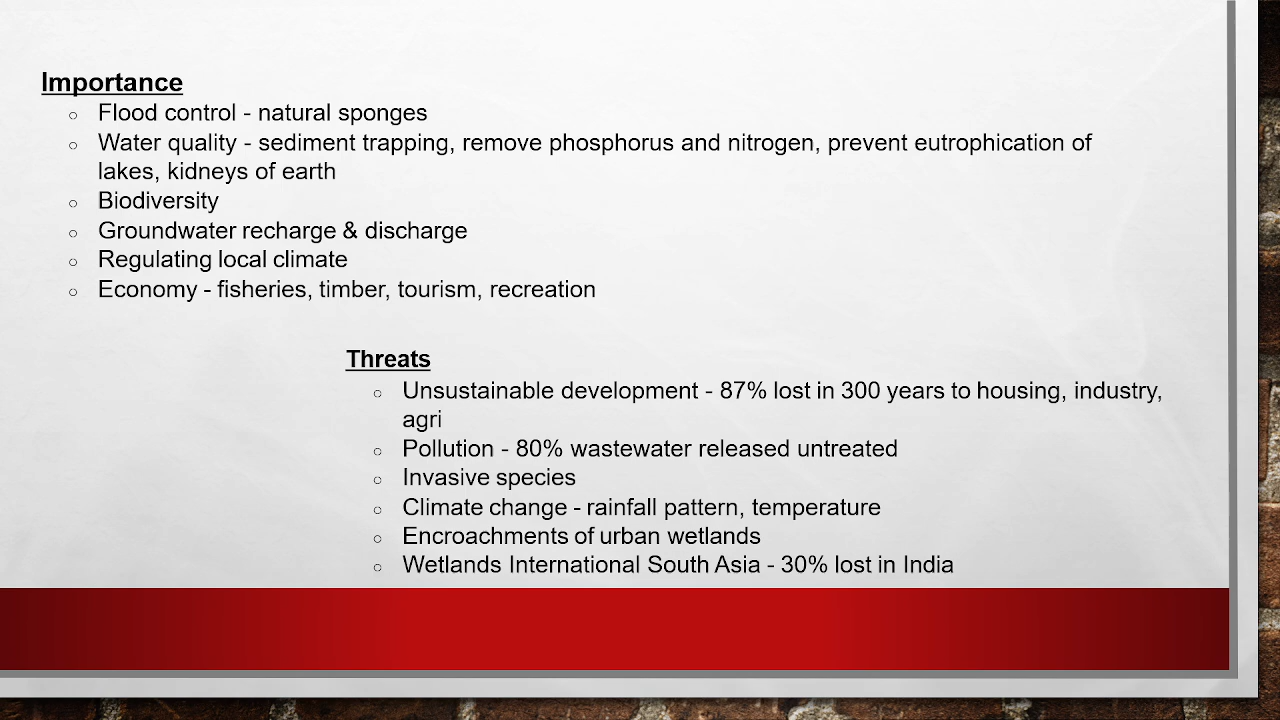 Importance
○ Flood control - natural sponges
○ Water quality - sediment trapping, remove phosphorus and nitrogen, prevent eutrophication of
lakes, kidneys of earth
○ Biodiversity
○ Groundwater recharge & discharge
○ Regulating local climate
○ Economy - fisheries, timber, tourism, recreation
Threats
○ Unsustainable development - 87% lost in 300 years to housing, industry,
agri
○ Pollution - 80% wastewater released untreated
○ Invasive species
○ Climate change - rainfall pattern, temperature
○ Encroachments of urban wetlands
○ Wetlands International South Asia - 30% lost in India